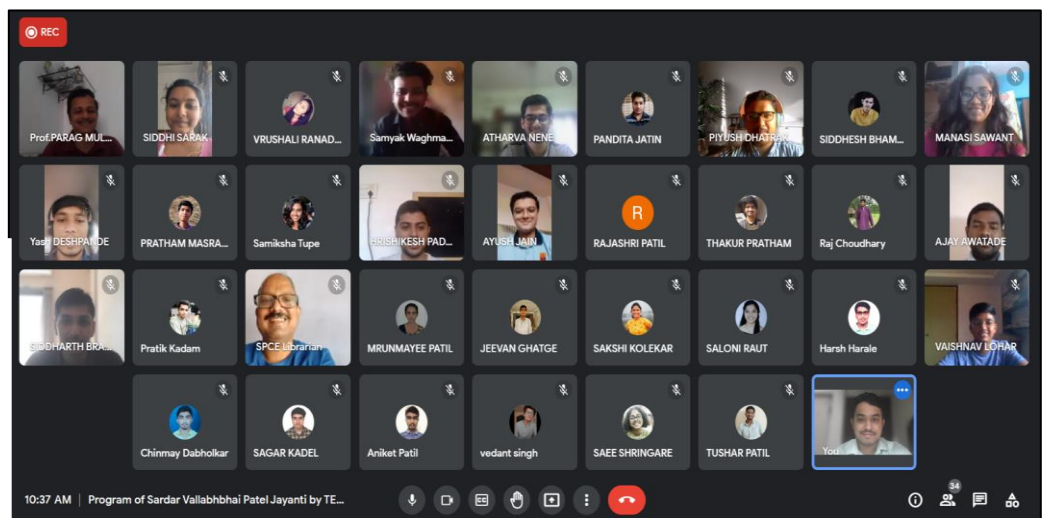 REC
Prof.PARAG MUL...
SIDDHI SARAK
VRUSHALI RANAD...
Samyak Waghma...
ATHARVA NENE
PANDITA JATIN
PIYUSH DHATRAK
SIDDHESH BHAM...
MANASI SAWANT
Yash DESHPANDE
PRATHAM MASRA...
Samiksha Tupe
HRISHIKESH PAD...
AYUSH JAIN
R
RAJASHRI PATIL
THAKUR PRATHAM
Raj Choudhary
AJAY AWATADE
SIDDHARTH BRA...
Pratik Kadam
SPCE Librarian
MRUNMAYEE PATIL
JEEVAN GHATGE
SAKSHI KOLEKAR
SALONI RAUT
Harsh Harale
VAISHNAV LOHAR
Chinmay Dabholkar
SAGAR KADEL
Aniket Patil
vedant singh
SAEE SHRINGARE
TUSHAR PATIL
You
10:37 AM | Program of Sardar Vallabhbhai Patel Jayanti by TE...
CC
34